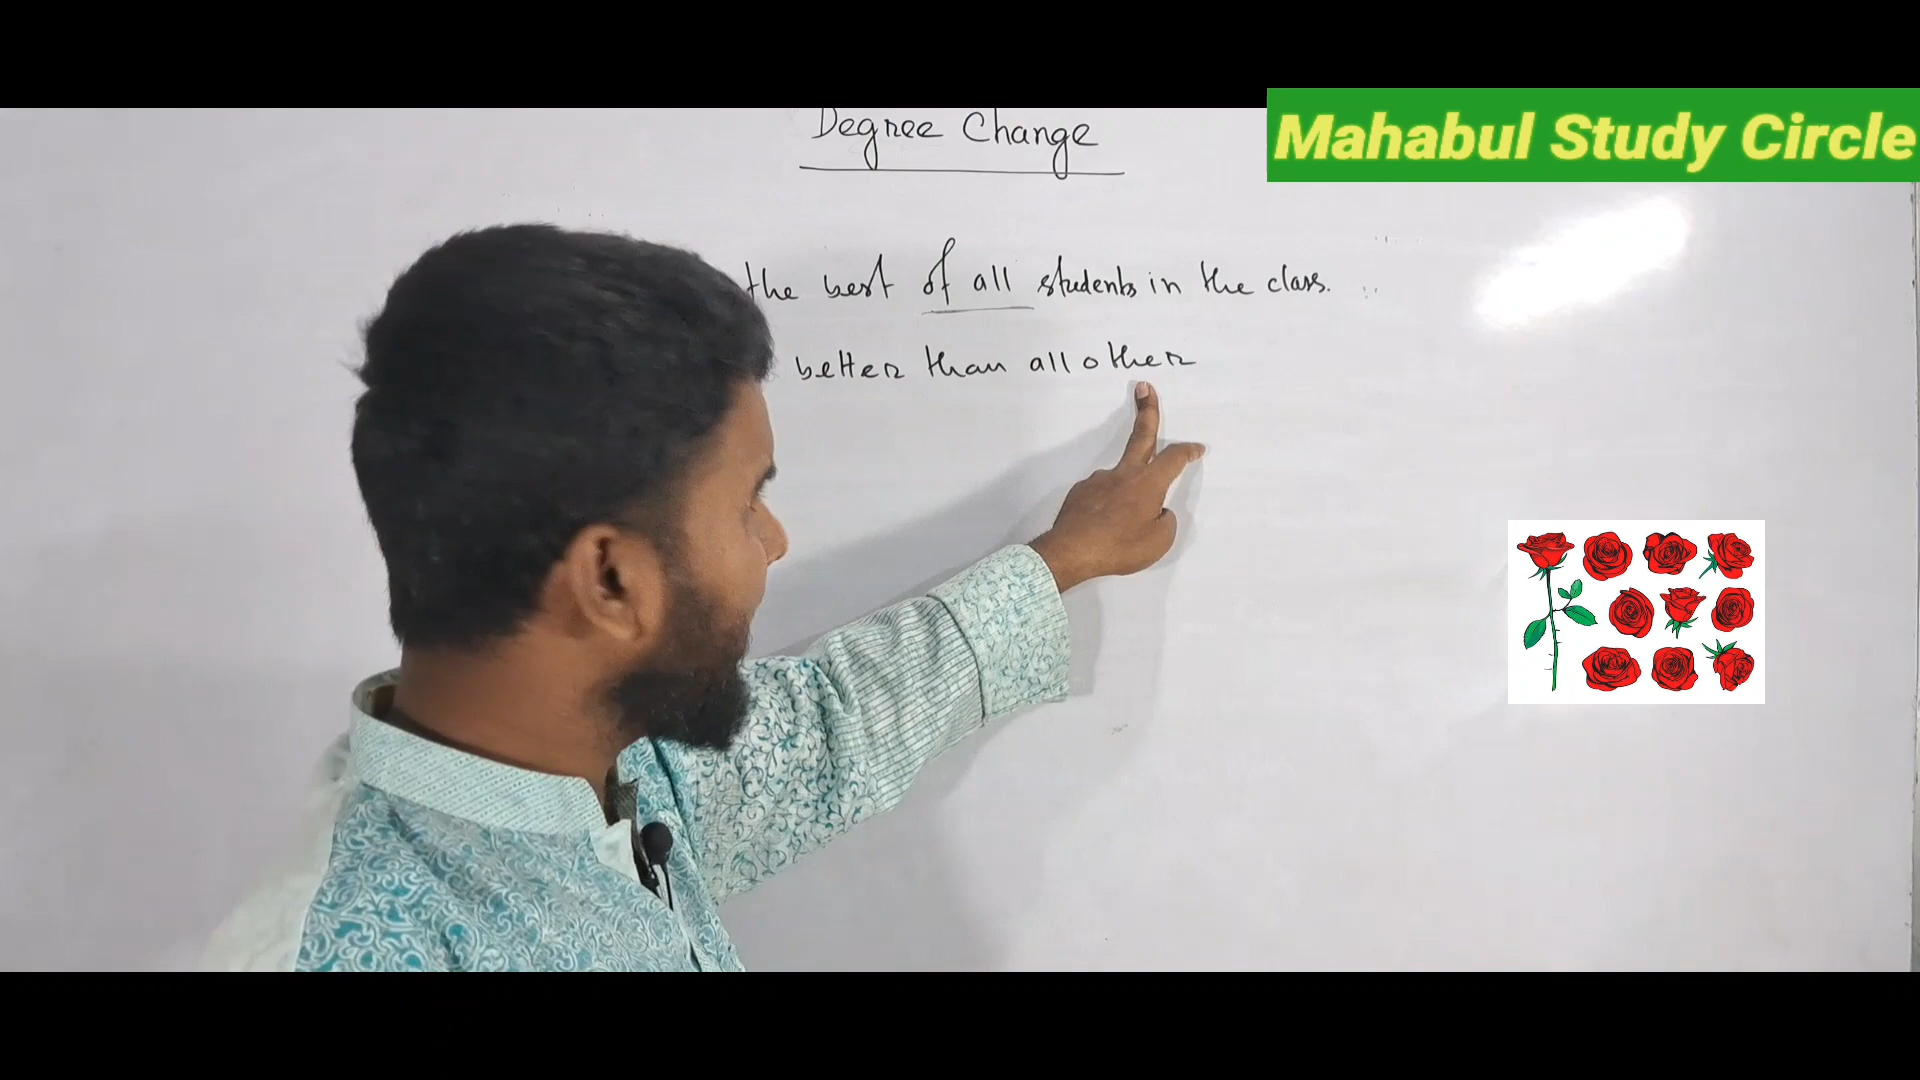 Degree Change
Mahabul Study Circle
the best of all students in the class.
better than all other